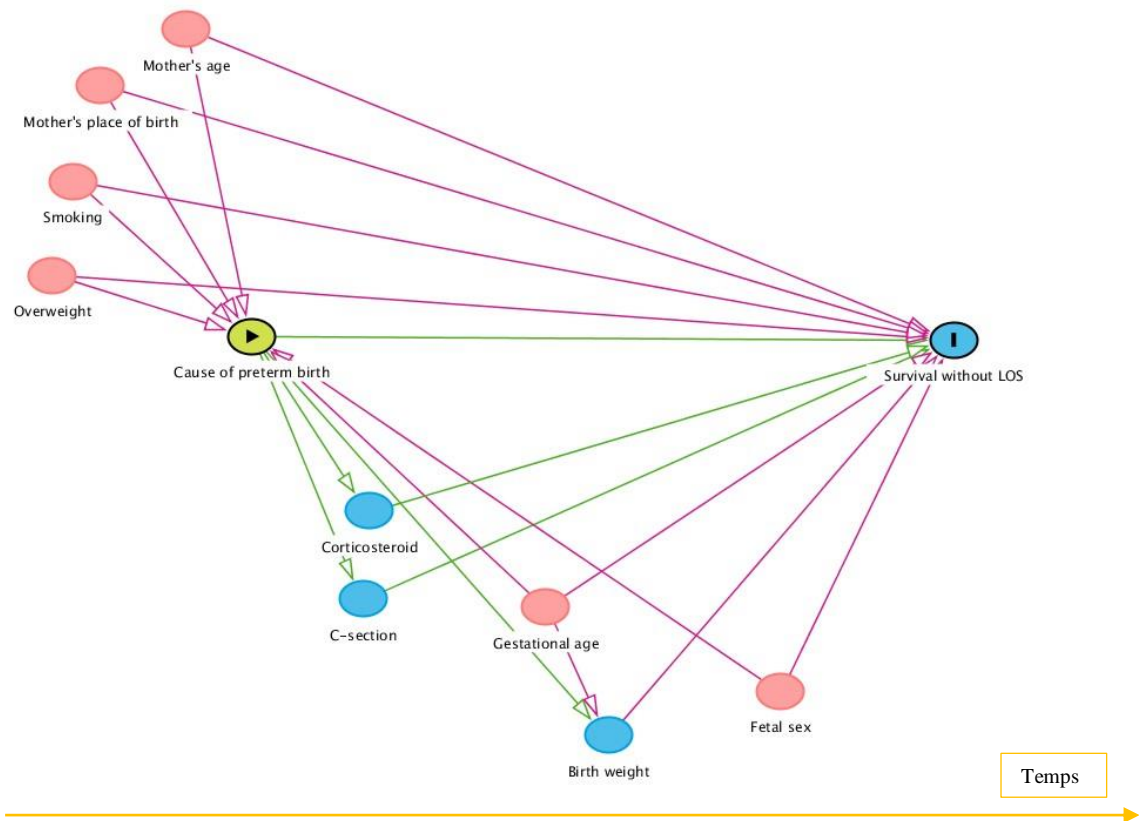 Mother's age
Mother's place of birth
Smoking
Overweight
Cause of preterm birth
Survival without LOS
Corticosteroid
C-section
Gestational age
Fetal sex
Birth weight
Temps